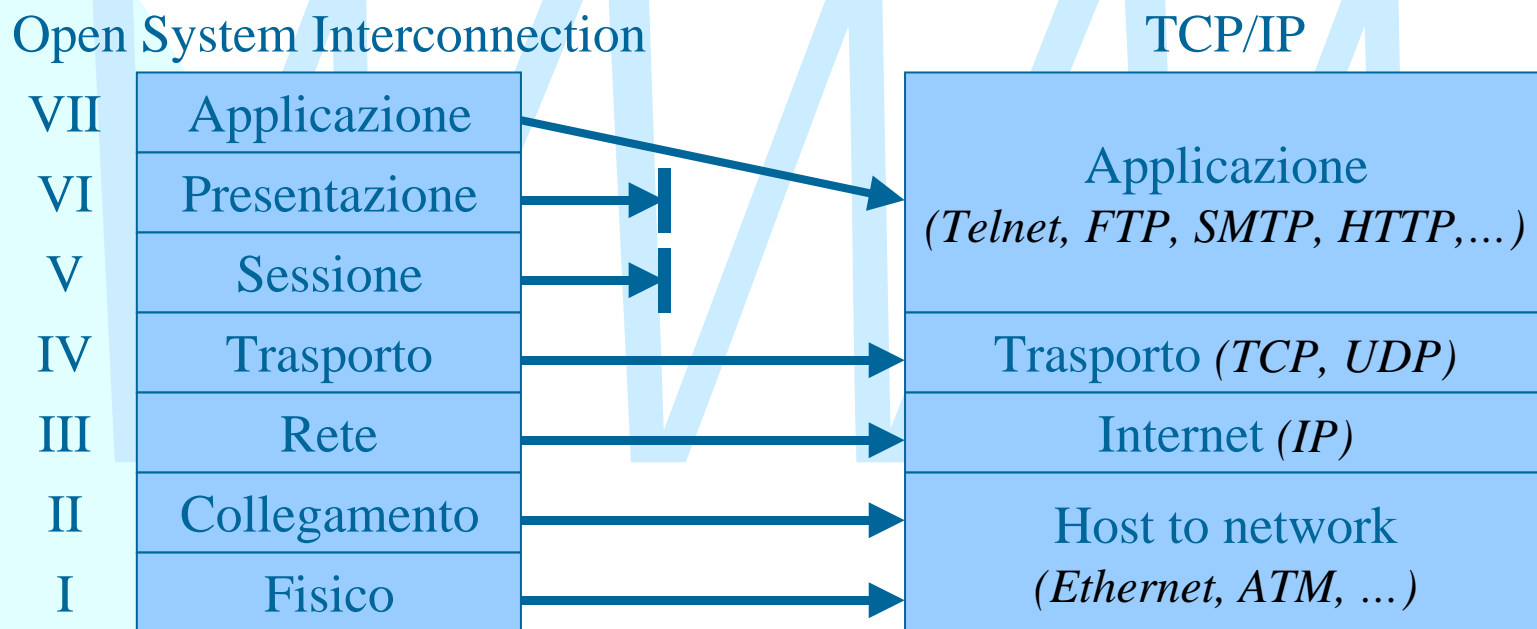 Open System Interconnection
TCP/IP
VII Applicazione
VI Presentazione
V Sessione
IV Trasporto
III Rete
II Collegamento
I Fisico
Applicazione
(Telnet, FTP, SMTP, HTTP,...)
Trasporto (TCP, UDP)
Internet (IP)
Host to network
(Ethernet, ATM, ...)